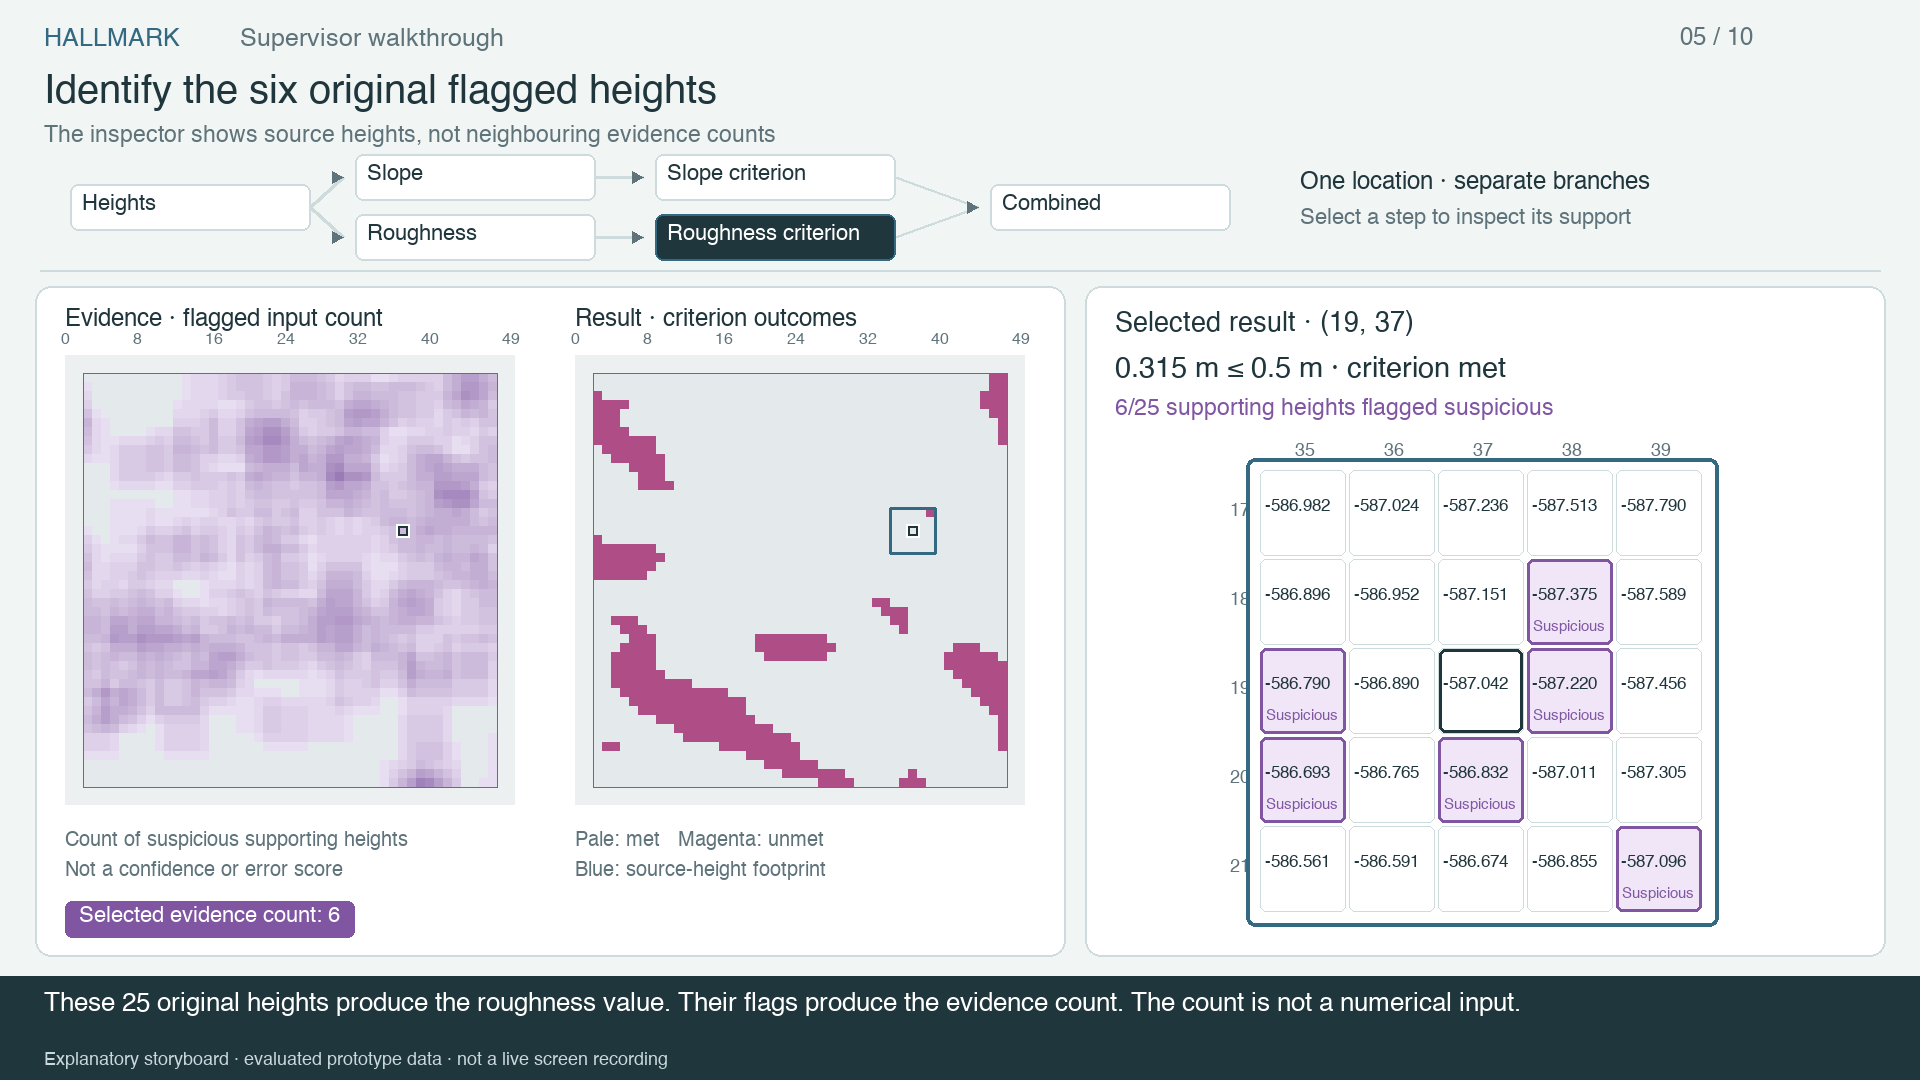 HALLMARK Supervisor walkthrough 05 / 10
Identify the six original flagged heights
The inspector shows source heights, not neighbouring evidence counts
Heights
Slope
Roughness
Slope criterion
Roughness criterion
Combined
One location · separate branches
Select a step to inspect its support
Evidence · flagged input count
0 8 16 24 32 40 49
Count of suspicious supporting heights
Not a confidence or error score
Selected evidence count: 6
Result · criterion outcomes
0 8 16 24 32 40 49
Pale: met Magenta: unmet
Blue: source-height footprint
Selected result · (19, 37)
0.315 m ≤ 0.5 m · criterion met
6/25 supporting heights flagged suspicious
35 36 37 38 39
17 -586.982 -587.024 -587.236 -587.513 -587.790
18 -586.896 -586.952 -587.151 -587.375 -587.589
Suspicious
19 -586.790 -586.890 -587.042 -587.220 -587.456
Suspicious Suspicious
20 -586.693 -586.765 -586.832 -587.011 -587.305
Suspicious Suspicious
21 -586.561 -586.591 -586.674 -586.855 -587.096
Suspicious
These 25 original heights produce the roughness value. Their flags produce the evidence count. The count is not a numerical input.
Explanatory storyboard · evaluated prototype data · not a live screen recording